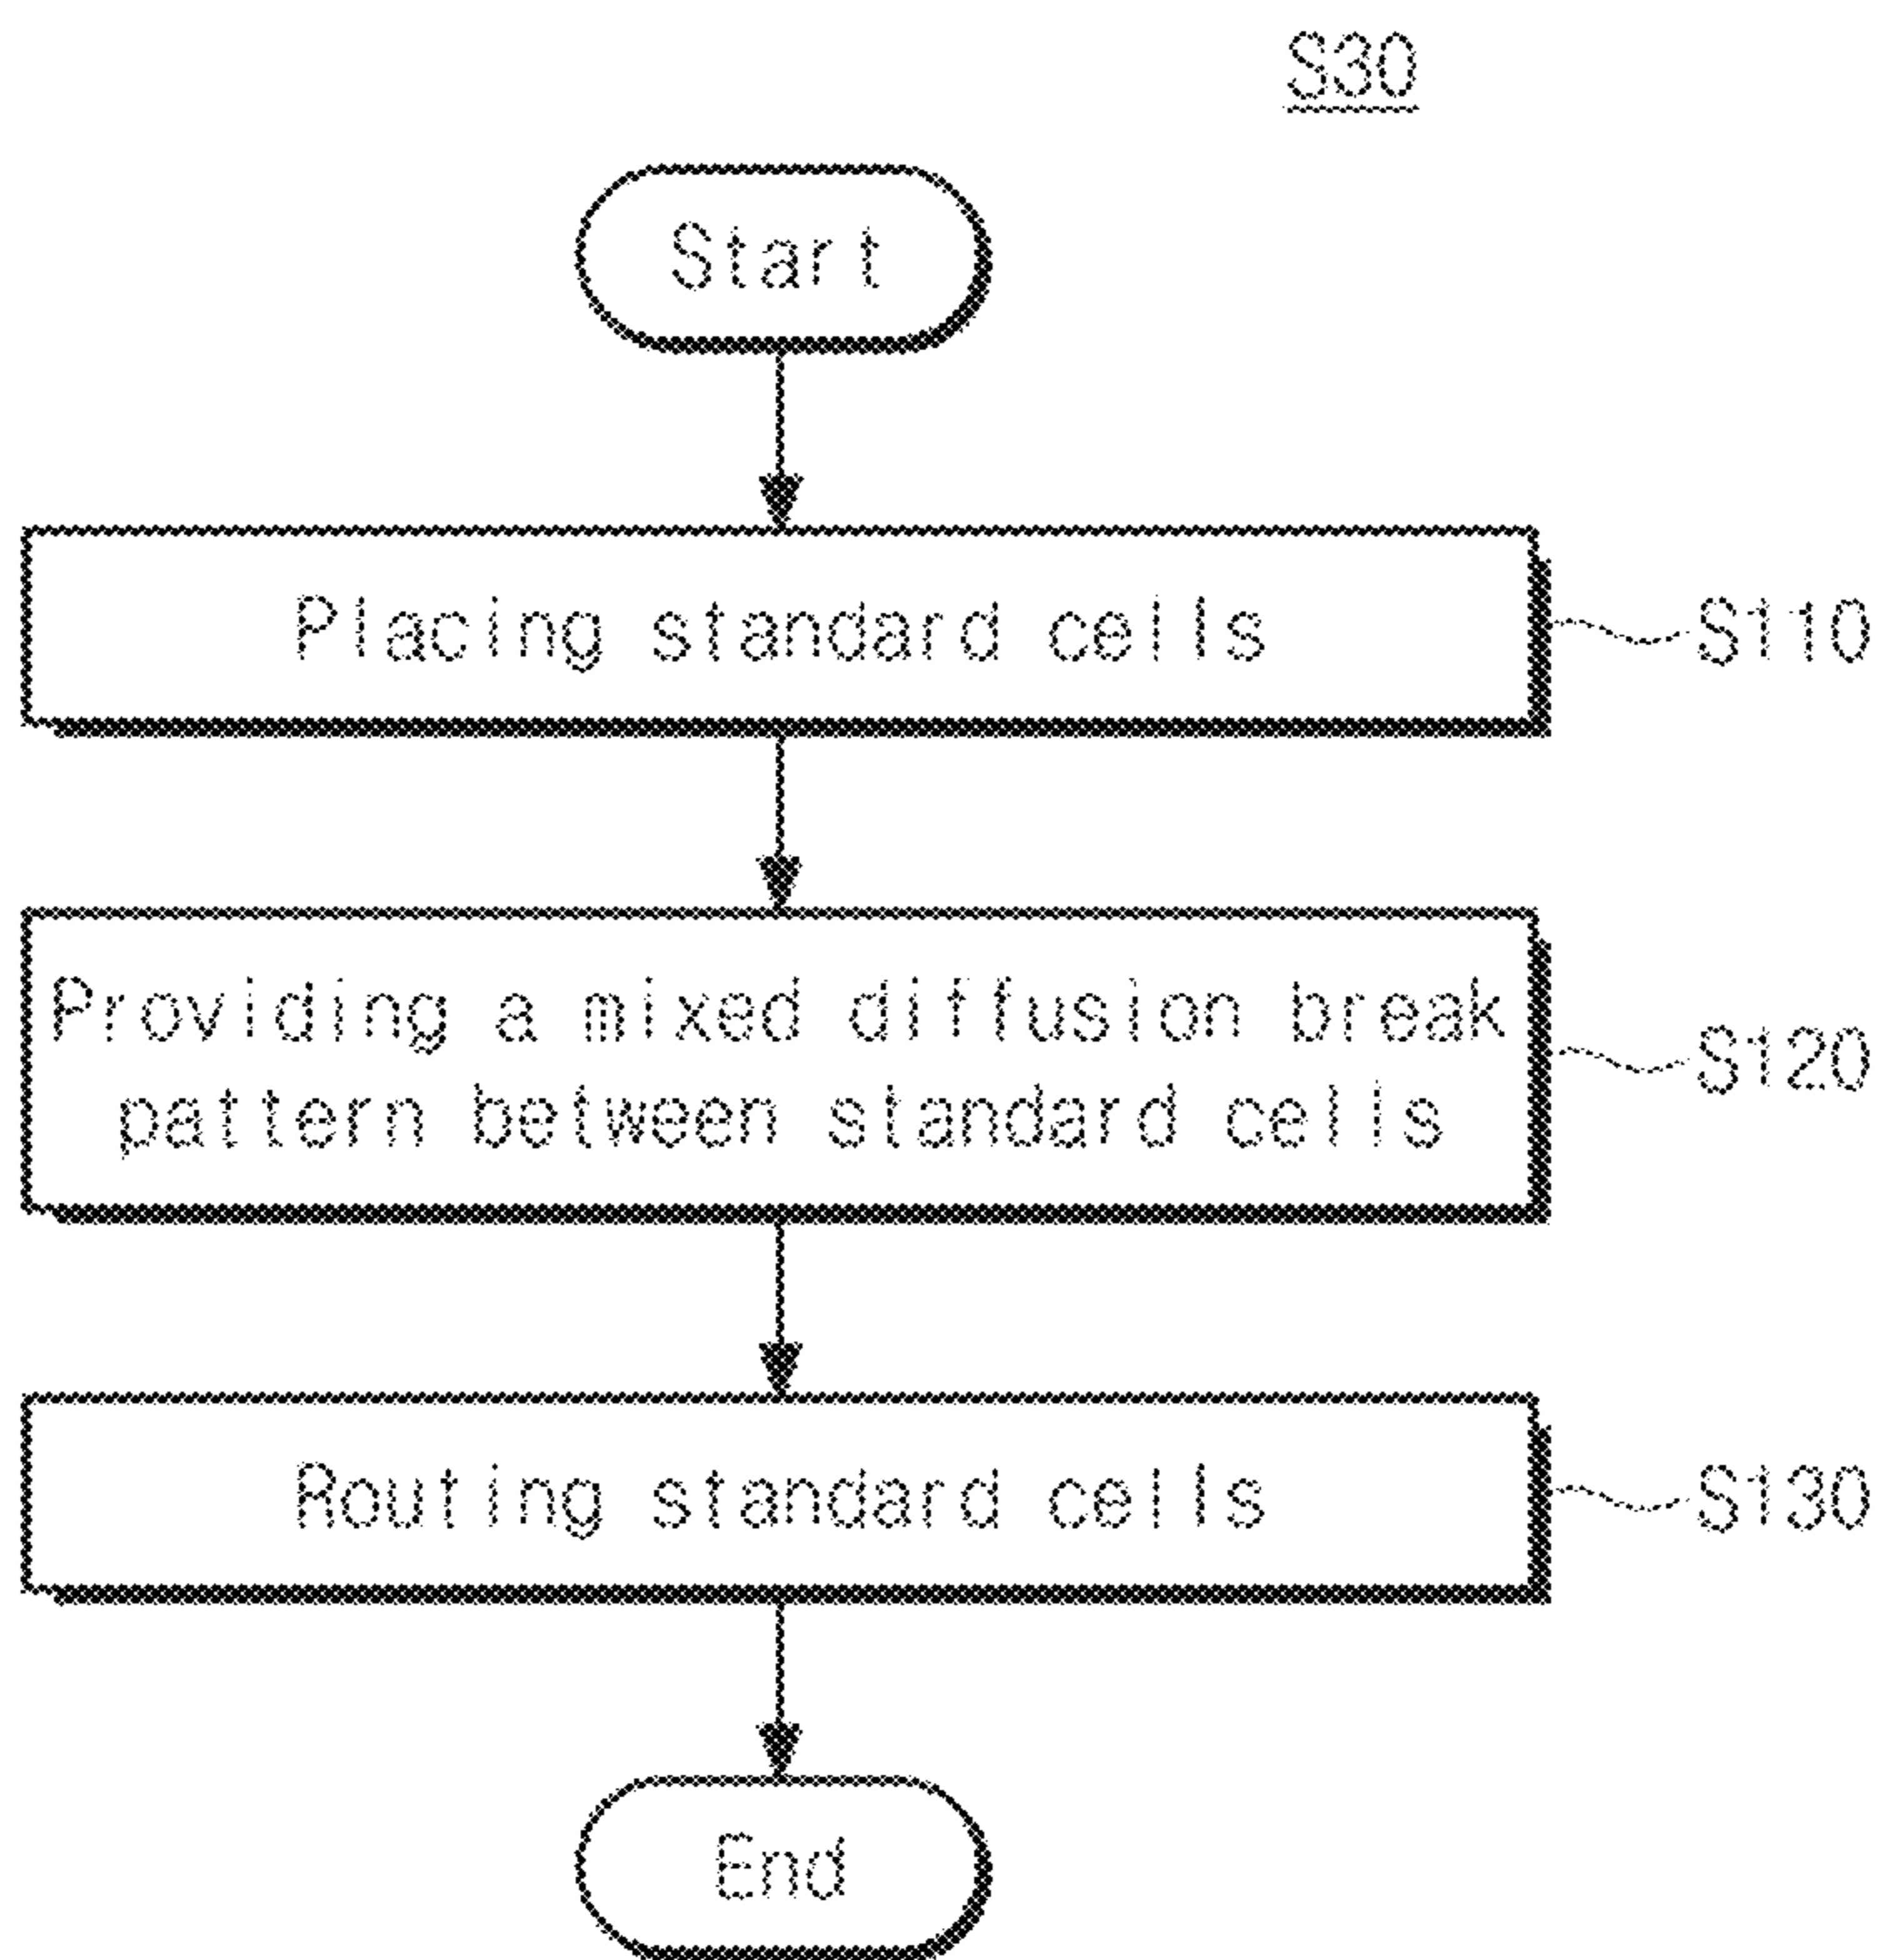 S30
Start
Placing standard cells
S110
Providing a mixed diffusion break
pattern between standard cells
S120
Routing standard cells
S130
End